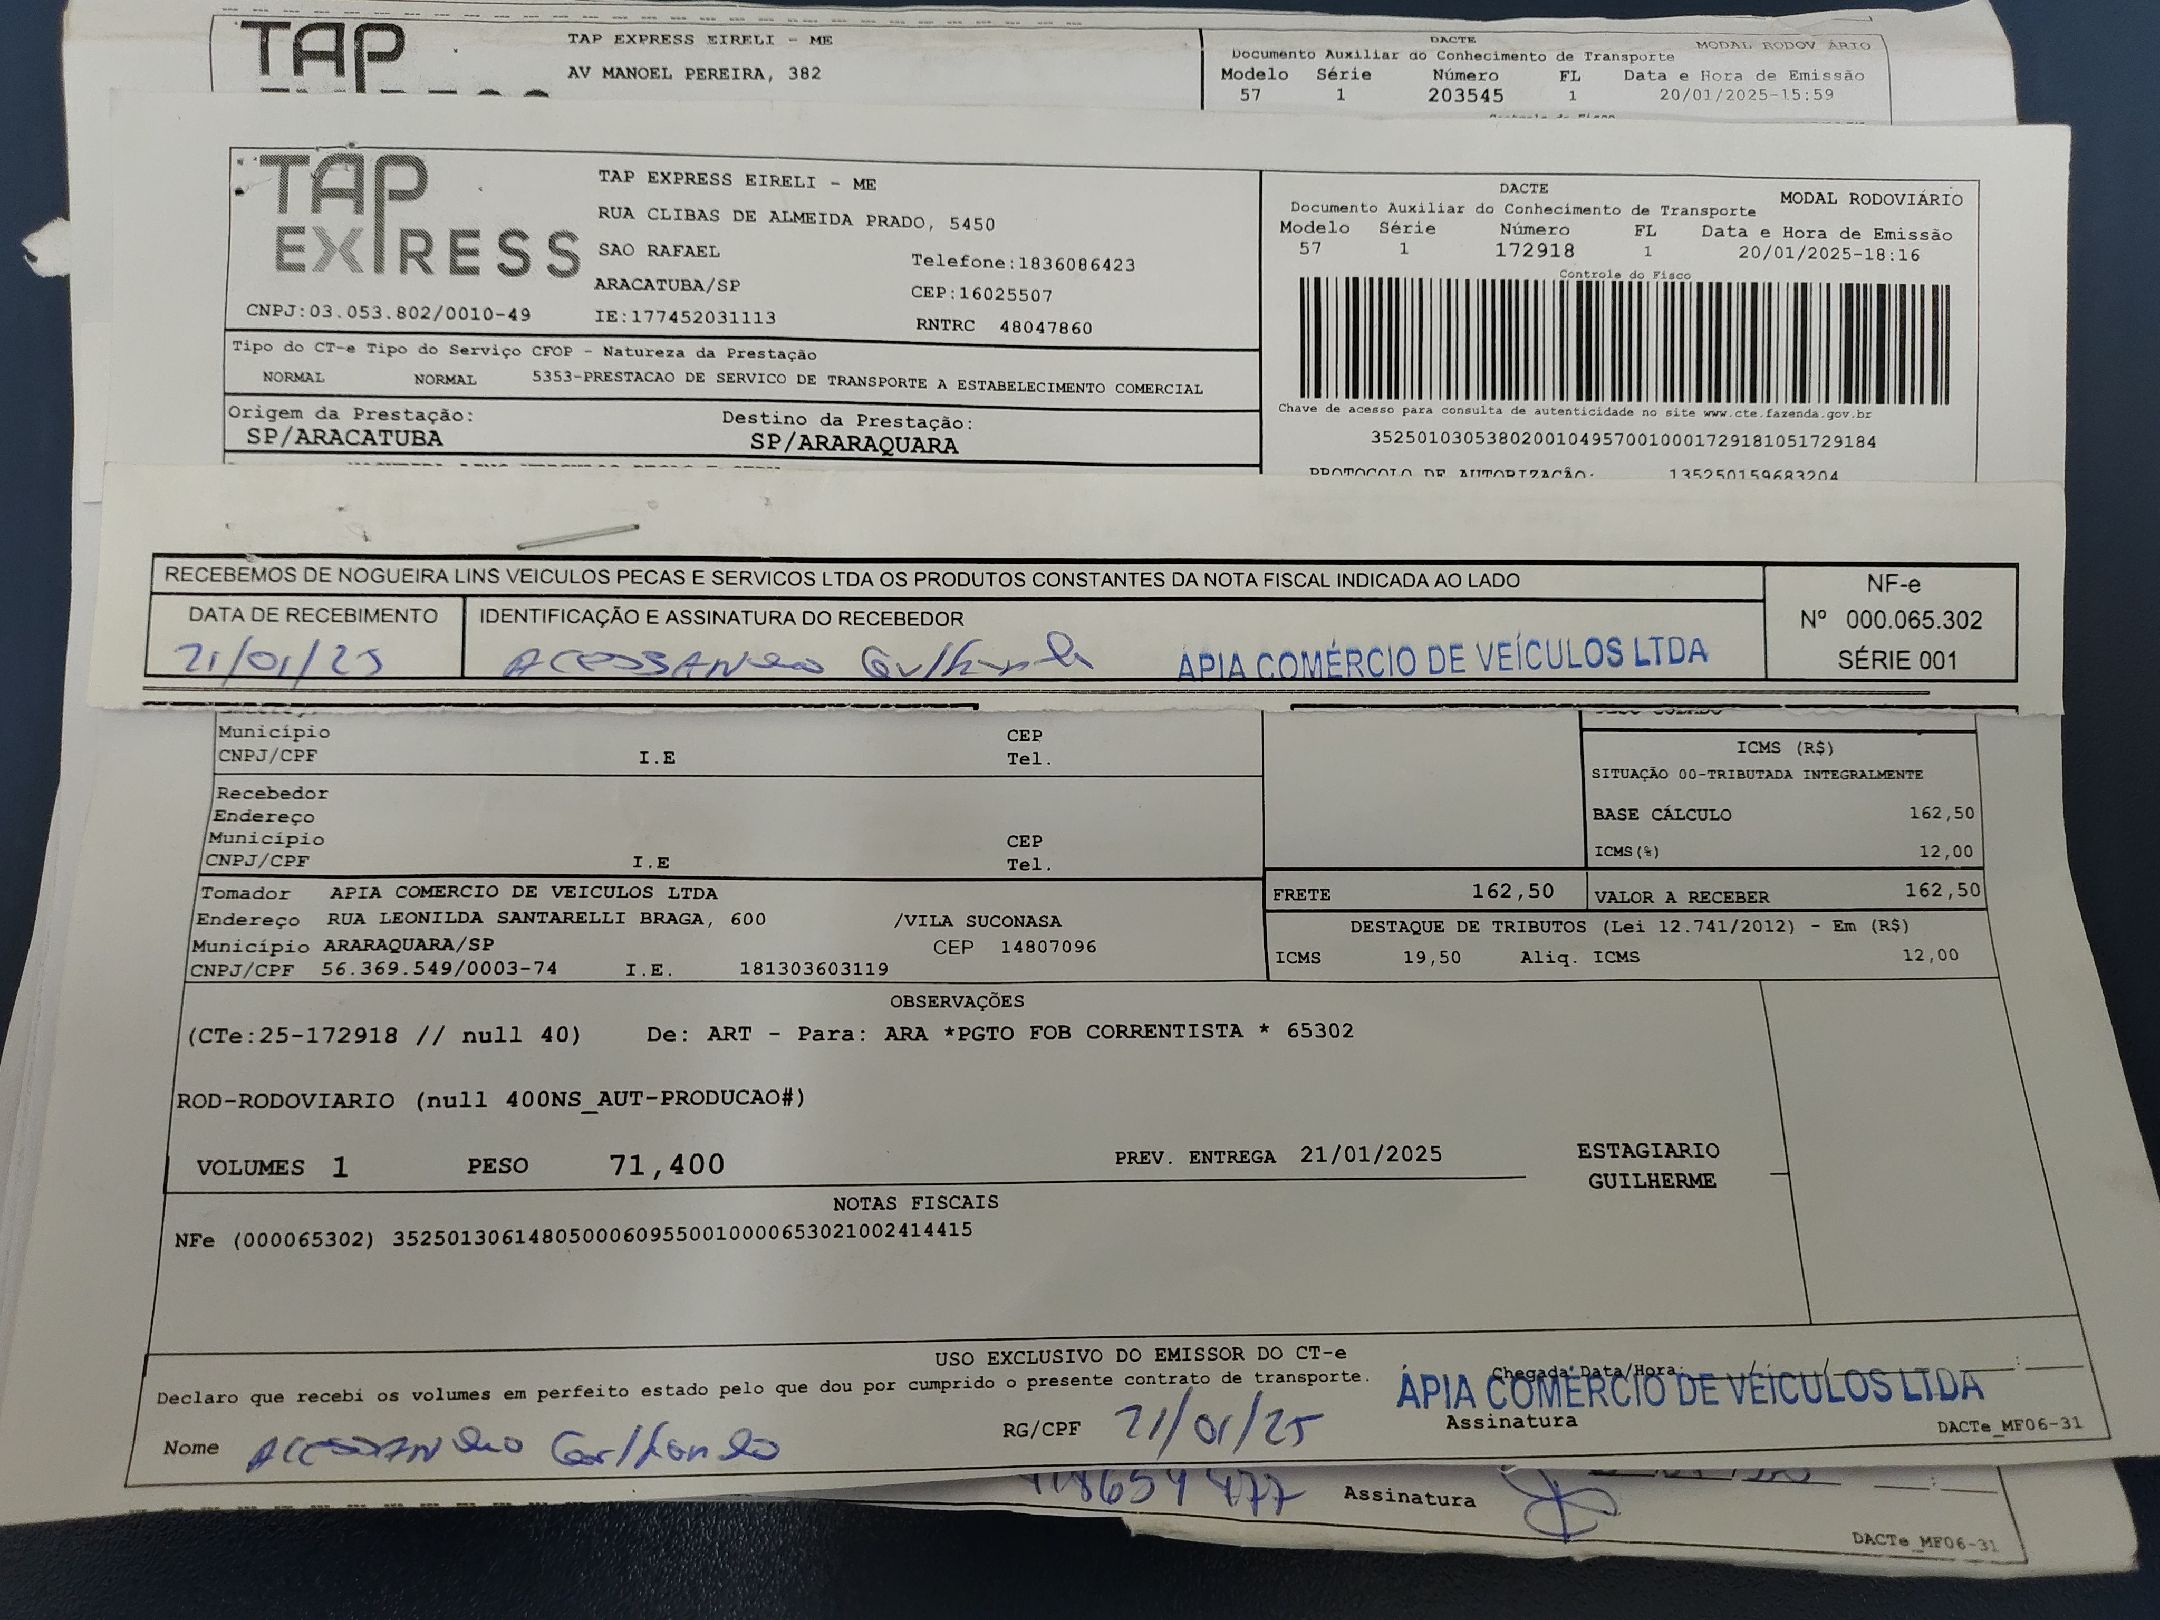 TAP
TAP EXPRESS EIRELI - ME
AV MANOEL PEREIRA, 382
DACTE
MODAL RODOV ÁRIO
Documento Auxiliar do Conhecimento de Transporte
Modelo Série Número FL Data e Hora de Emissão
57 1 203545 1 20/01/2025-15:59
TAP EXPRESS
TAP EXPRESS EIRELI - ME
RUA CLIBAS DE ALMEIDA PRADO, 5450
SAO RAFAEL
Telefone:1836086423
ARACATUBA/SP
CEP:16025507
CNPJ:03.053.802/0010-49
IE:177452031113
RNTRC 48047860
DACTE
MODAL RODOVIÁRIO
Documento Auxiliar do Conhecimento de Transporte
Modelo Série Número FL Data e Hora de Emissão
57 1 172918 1 20/01/2025-18:16
Controle do Fisco
Tipo do CT-e Tipo do Serviço CFOP - Natureza da Prestação
NORMAL NORMAL 5353-PRESTACAO DE SERVICO DE TRANSPORTE A ESTABELECIMENTO COMERCIAL
Origem da Prestação: Destino da Prestação:
SP/ARACATUBA SP/ARARAQUARA
Chave de acesso para consulta de autenticidade no site www.cte.fazenda.gov.br
35250103053802001049570010001729181051729184
PROTOCOLO DE AUTORIZAÇÃO: 135250159683204
RECEBEMOS DE NOGUEIRA LINS VEICULOS PECAS E SERVICOS LTDA OS PRODUTOS CONSTANTES DA NOTA FISCAL INDICADA AO LADO
NF-e
Nº 000.065.302
SÉRIE 001
DATA DE RECEBIMENTO
IDENTIFICAÇÃO E ASSINATURA DO RECEBEDOR
21/01/25
ÁPIA COMÉRCIO DE VEÍCULOS LTDA
Município CEP
CNPJ/CPF I.E Tel.
Recebedor
Endereço
Município CEP
CNPJ/CPF I.E Tel.
ICMS (R$)
SITUAÇÃO 00-TRIBUTADA INTEGRALMENTE
BASE CÁLCULO 162,50
ICMS(%) 12,00
FRETE 162,50 VALOR A RECEBER 162,50
Tomador APIA COMERCIO DE VEICULOS LTDA
Endereço RUA LEONILDA SANTARELLI BRAGA, 600 /VILA SUCONASA
Município ARARAQUARA/SP CEP 14807096
CNPJ/CPF 56.369.549/0003-74 I.E. 181303603119
DESTAQUE DE TRIBUTOS (Lei 12.741/2012) - Em (R$)
ICMS 19,50 Aliq. ICMS 12,00
OBSERVAÇÕES
(CTe:25-172918 // null 40) De: ART - Para: ARA *PGTO FOB CORRENTISTA * 65302
ROD-RODOVIARIO (null 400NS_AUT-PRODUCAO#)
VOLUMES 1 PESO 71,400 PREV. ENTREGA 21/01/2025
ESTAGIARIO
GUILHERME
NOTAS FISCAIS
NFe (000065302) 35250130614805000609550010000653021002414415
USO EXCLUSIVO DO EMISSOR DO CT-e
Declaro que recebi os volumes em perfeito estado pelo que dou por cumprido o presente contrato de transporte.
Chegada Data/Hora:
ÁPIA COMÉRCIO DE VEÍCULOS LTDA
Nome
RG/CPF 21/01/25
Assinatura
DACTe_MF06-31
Assinatura
DACTe_MF06-31